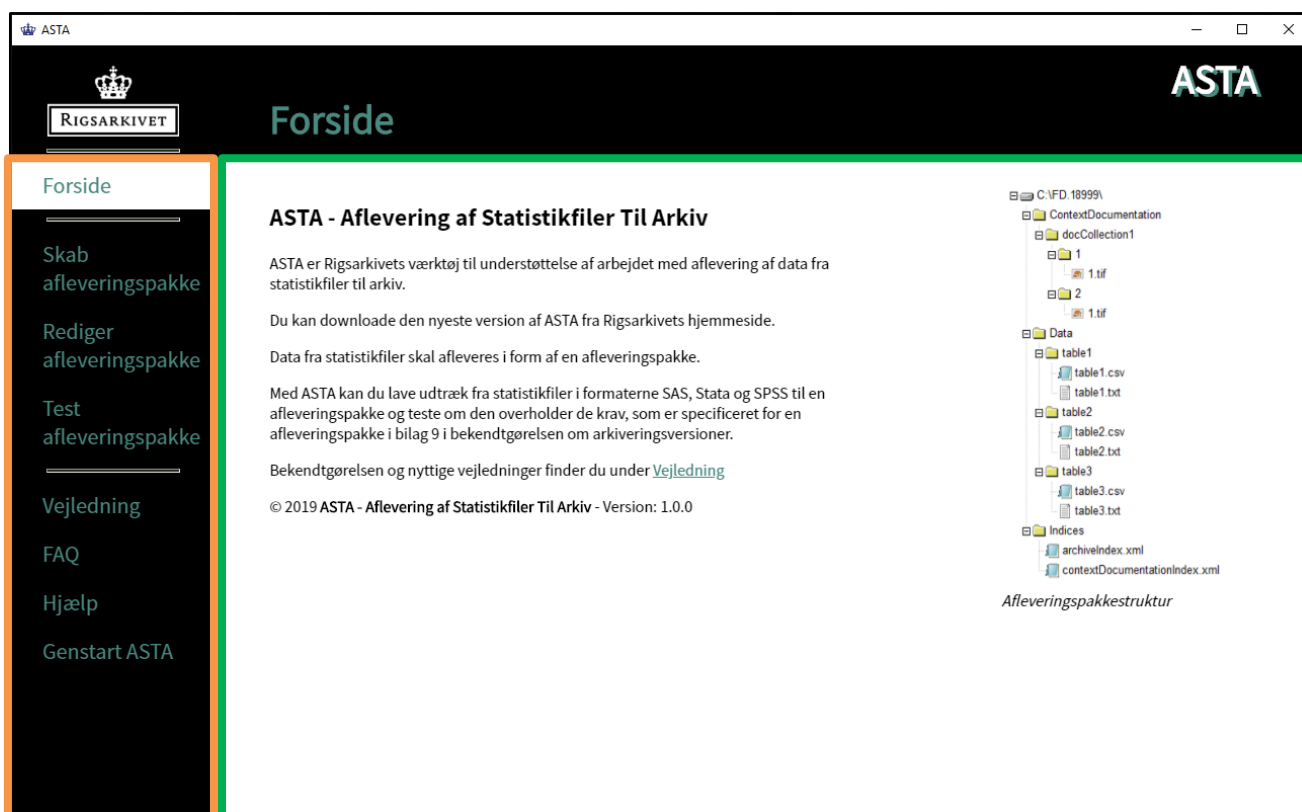 ASTA
RIGSARKIVET
Forside
ASTA
Forside
Skab
afleveringspakke
Rediger
afleveringspakke
Test
afleveringspakke
Vejledning
FAQ
Hjælp
Genstart ASTA
ASTA - Aflevering af Statistikfiler Til Arkiv
ASTA er Rigsarkivets værktøj til understøttelse af arbejdet med aflevering af data fra
statistikfiler til arkiv.
Du kan downloade den nyeste version af ASTA fra Rigsarkivets hjemmeside.
Data fra statistikfiler skal afleveres i form af en afleveringspakke.
Med ASTA kan du lave udtræk fra statistikfiler i formaterne SAS, Stata og SPSS til en
afleveringspakke og teste om den overholder de krav, som er specificeret for en
afleveringspakke i bilag 9 i bekendtgørelsen om arkiveringsversioner.
Bekendtgørelsen og nyttige vejledninger finder du under Vejledning
© 2019 ASTA - Aflevering af Statistikfiler Til Arkiv - Version: 1.0.0
C:\FD.18999\
ContextDocumentation
docCollection1
1
1.tif
2
1.tif
Data
table1
table1.csv
table1.txt
table2
table2.csv
table2.txt
table3
table3.csv
table3.txt
Indices
archiveIndex.xml
contextDocumentationIndex.xml
Afleveringspakkestruktur